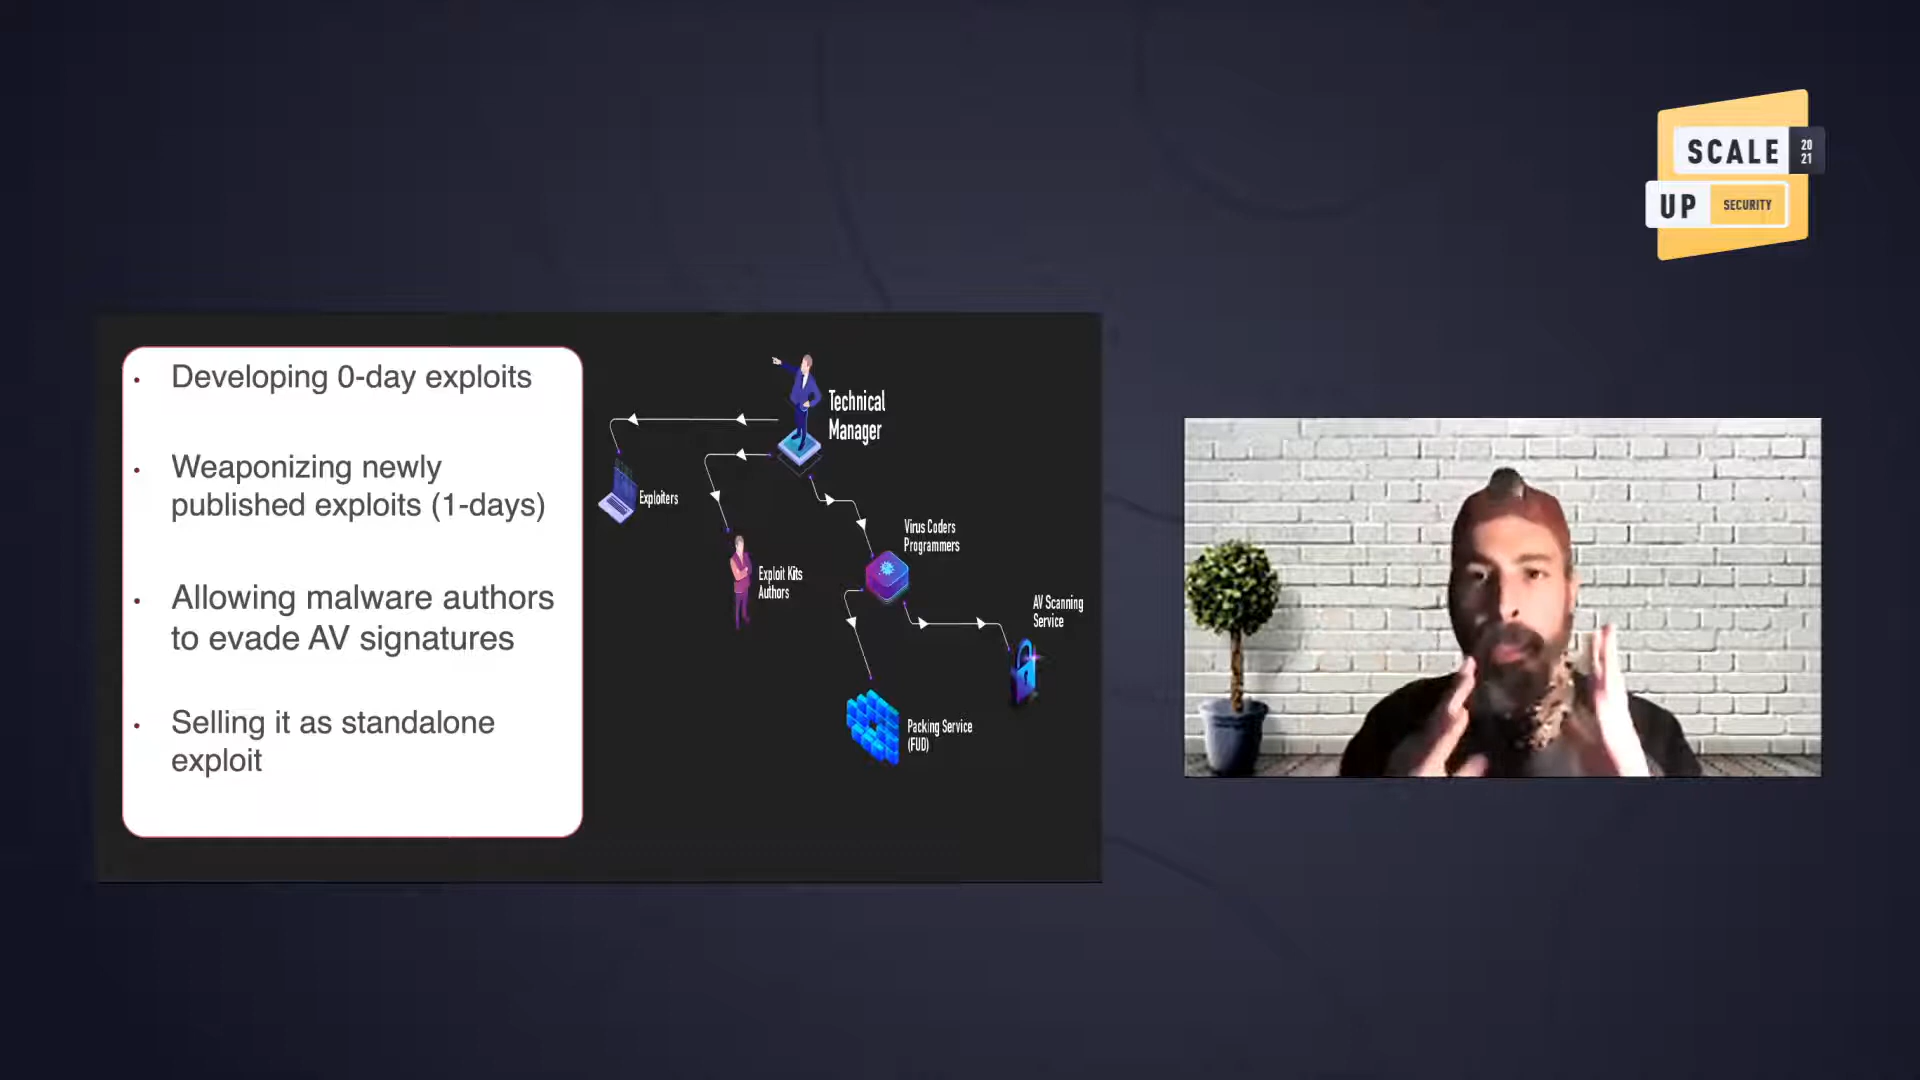 SCALE
20
21
UP
SECURITY
• Developing 0-day exploits
• Weaponizing newly
published exploits (1-days)
• Allowing malware authors
to evade AV signatures
• Selling it as standalone
exploit
Technical
Manager
Exploiters
Exploit Kits
Authors
Virus Coders
Programmers
AV Scanning
Service
Packing Service
(FUD)